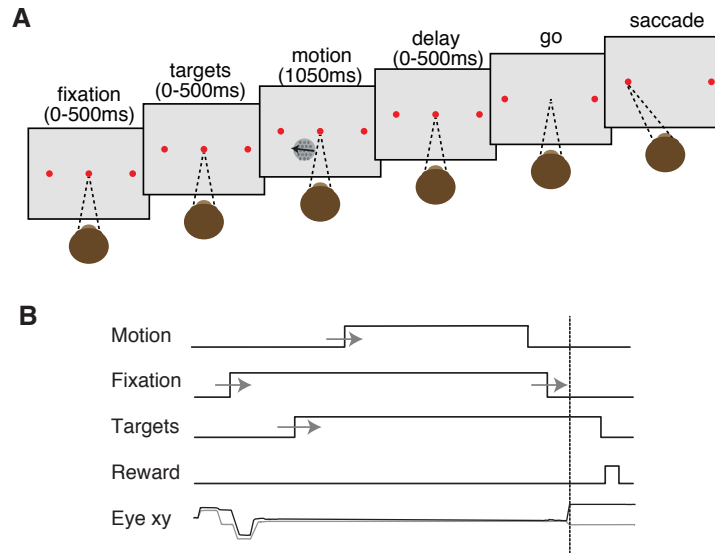 A
fixation
(0-500ms)
targets
(0-500ms)
motion
(1050ms)
delay
(0-500ms)
go
saccade
B
Motion
Fixation
Targets
Reward
Eye xy